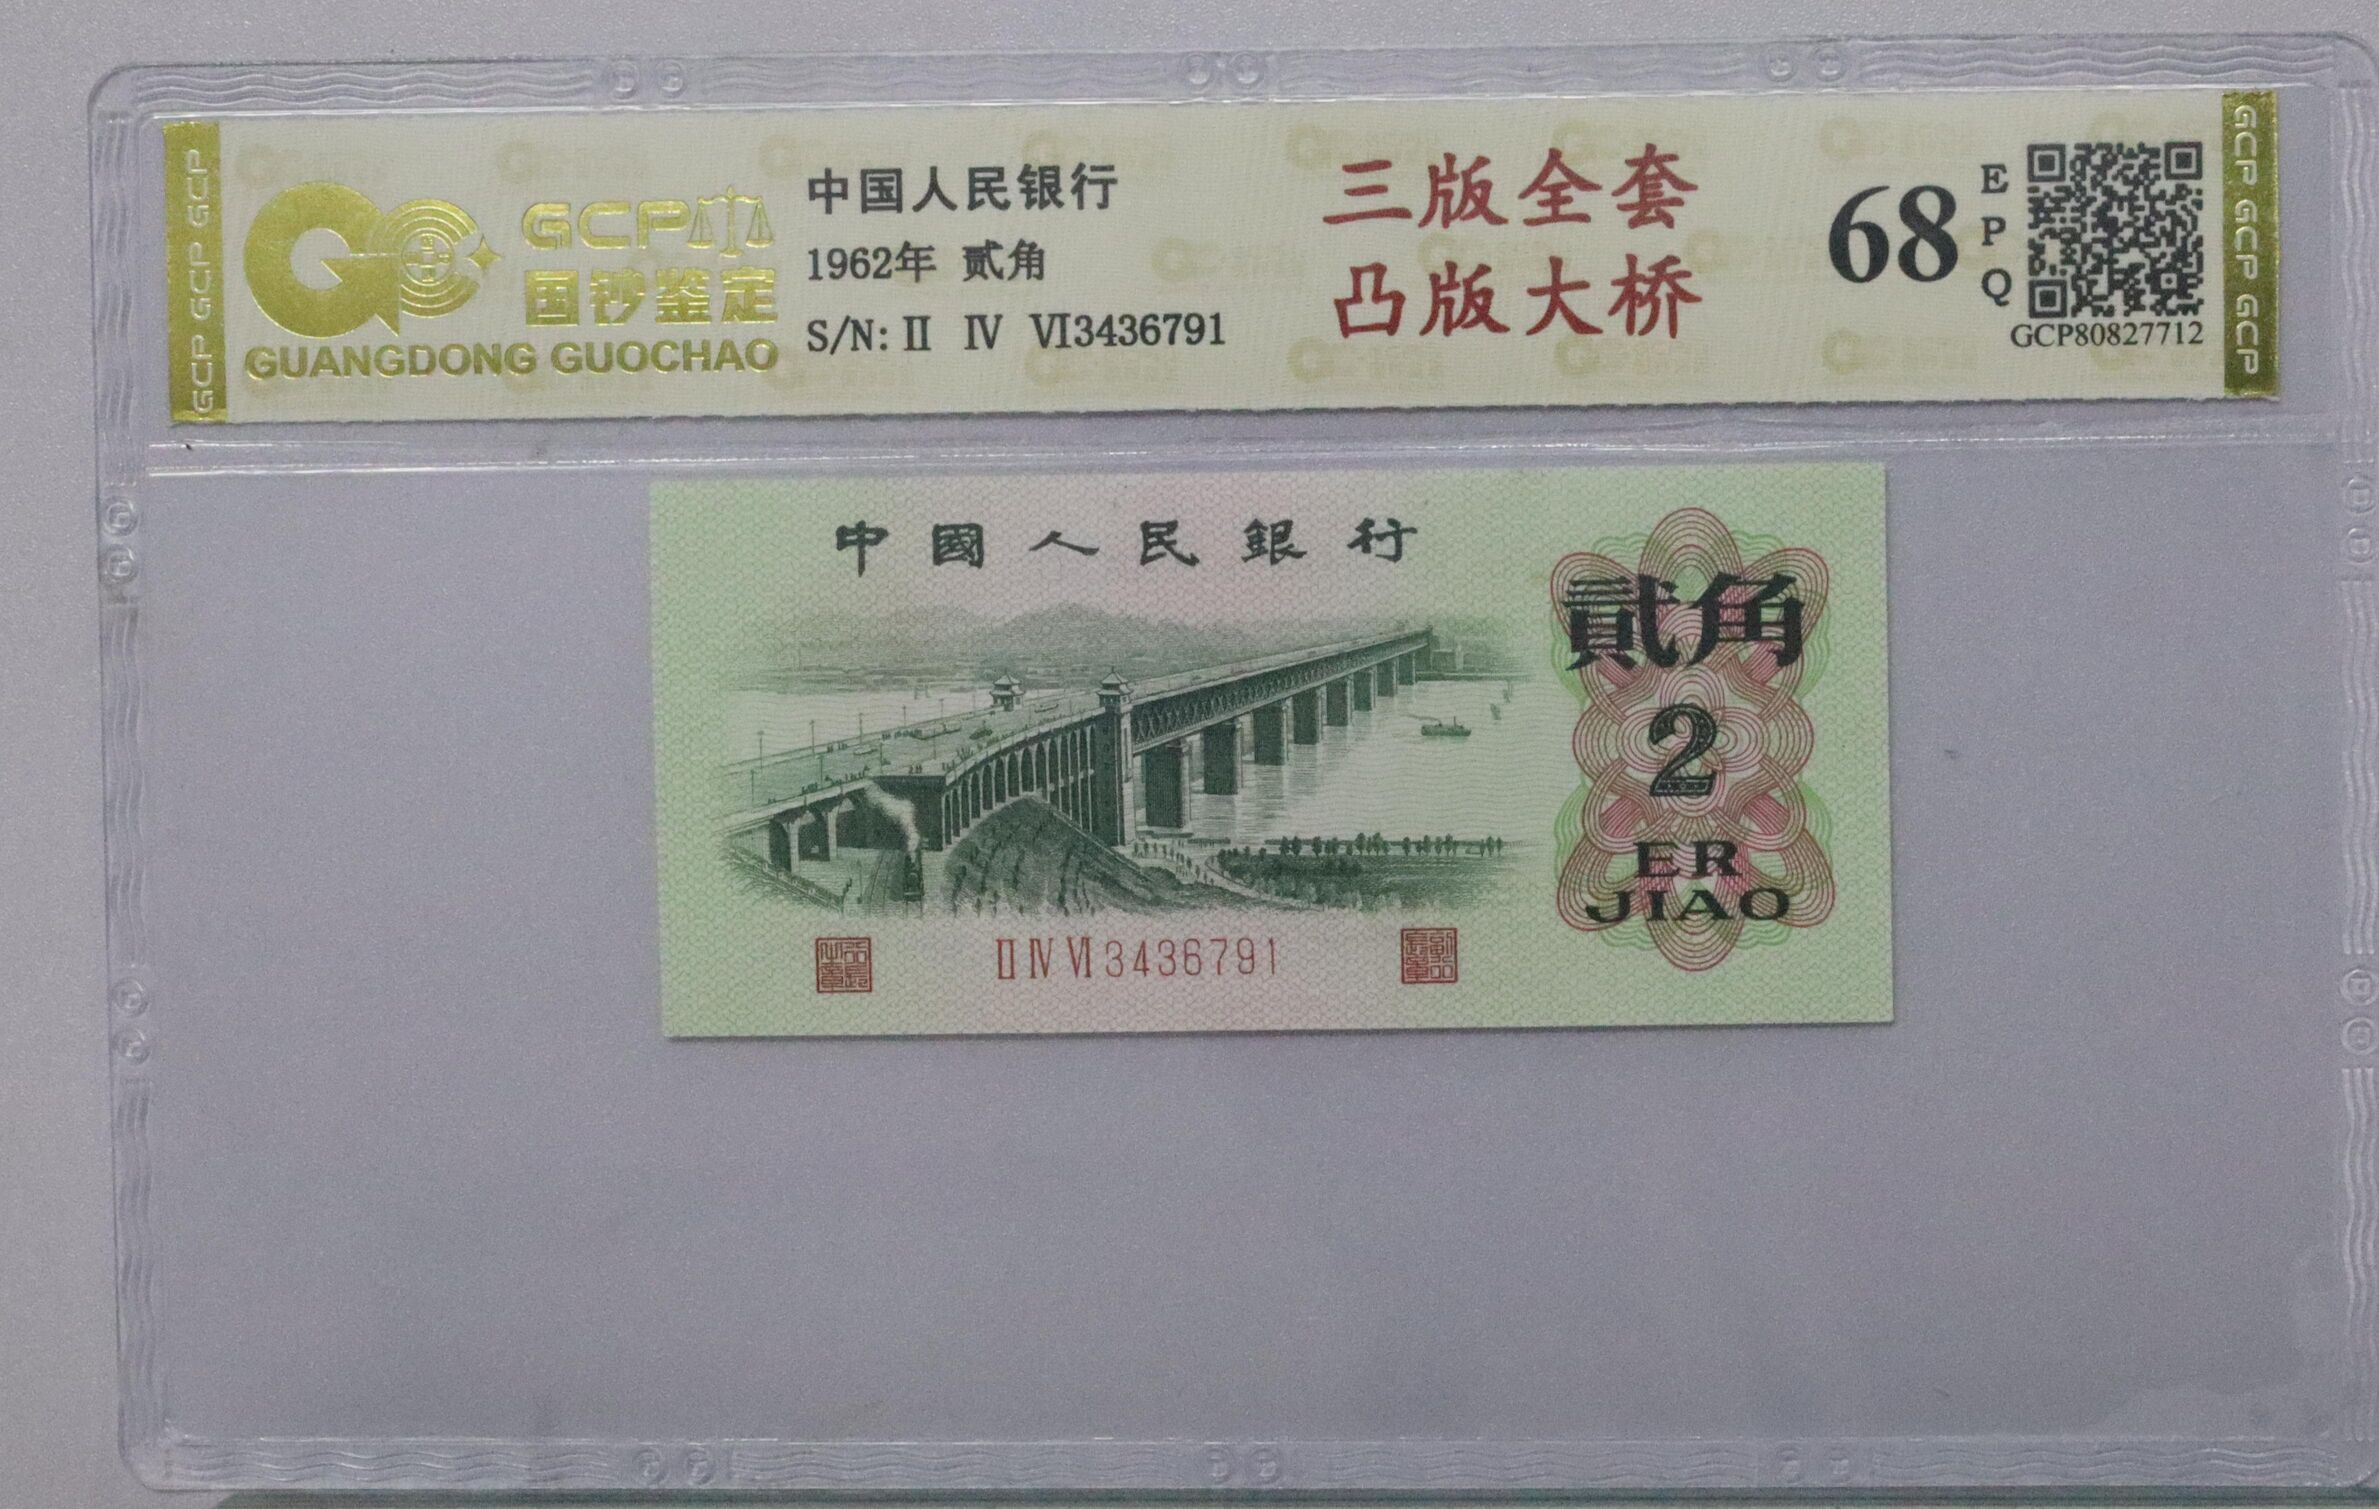 GCP GCP GCP
GCP
国钞鉴定
GUANGDONG GUOCHAO
中国人民银行
1962年 贰角
S/N: II IV VI3436791
三版全套
凸版大桥
68
EPQ
GCP80827712
GCP GCP GCP
中國人民銀行
貳角
2
ER
JIAO
II IV VI 3436791